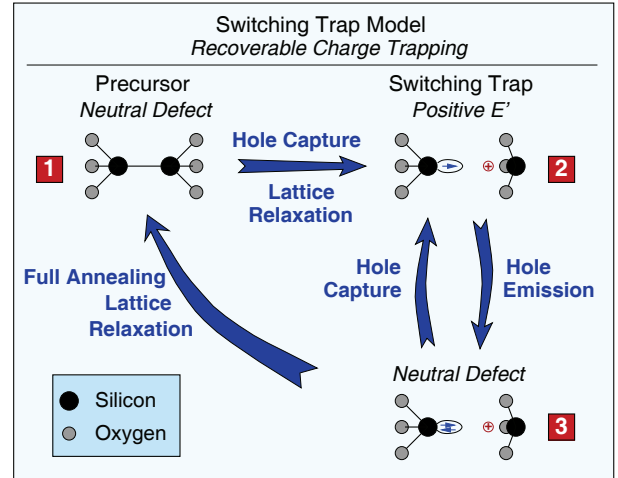 Switching Trap Model
Recoverable Charge Trapping
Precursor
Neutral Defect
Switching Trap
Positive E'
1
Hole Capture
Lattice
Relaxation
⊕
2
Full Annealing
Lattice
Relaxation
Hole
Capture
Hole
Emission
Neutral Defect
Silicon
Oxygen
⊕
3